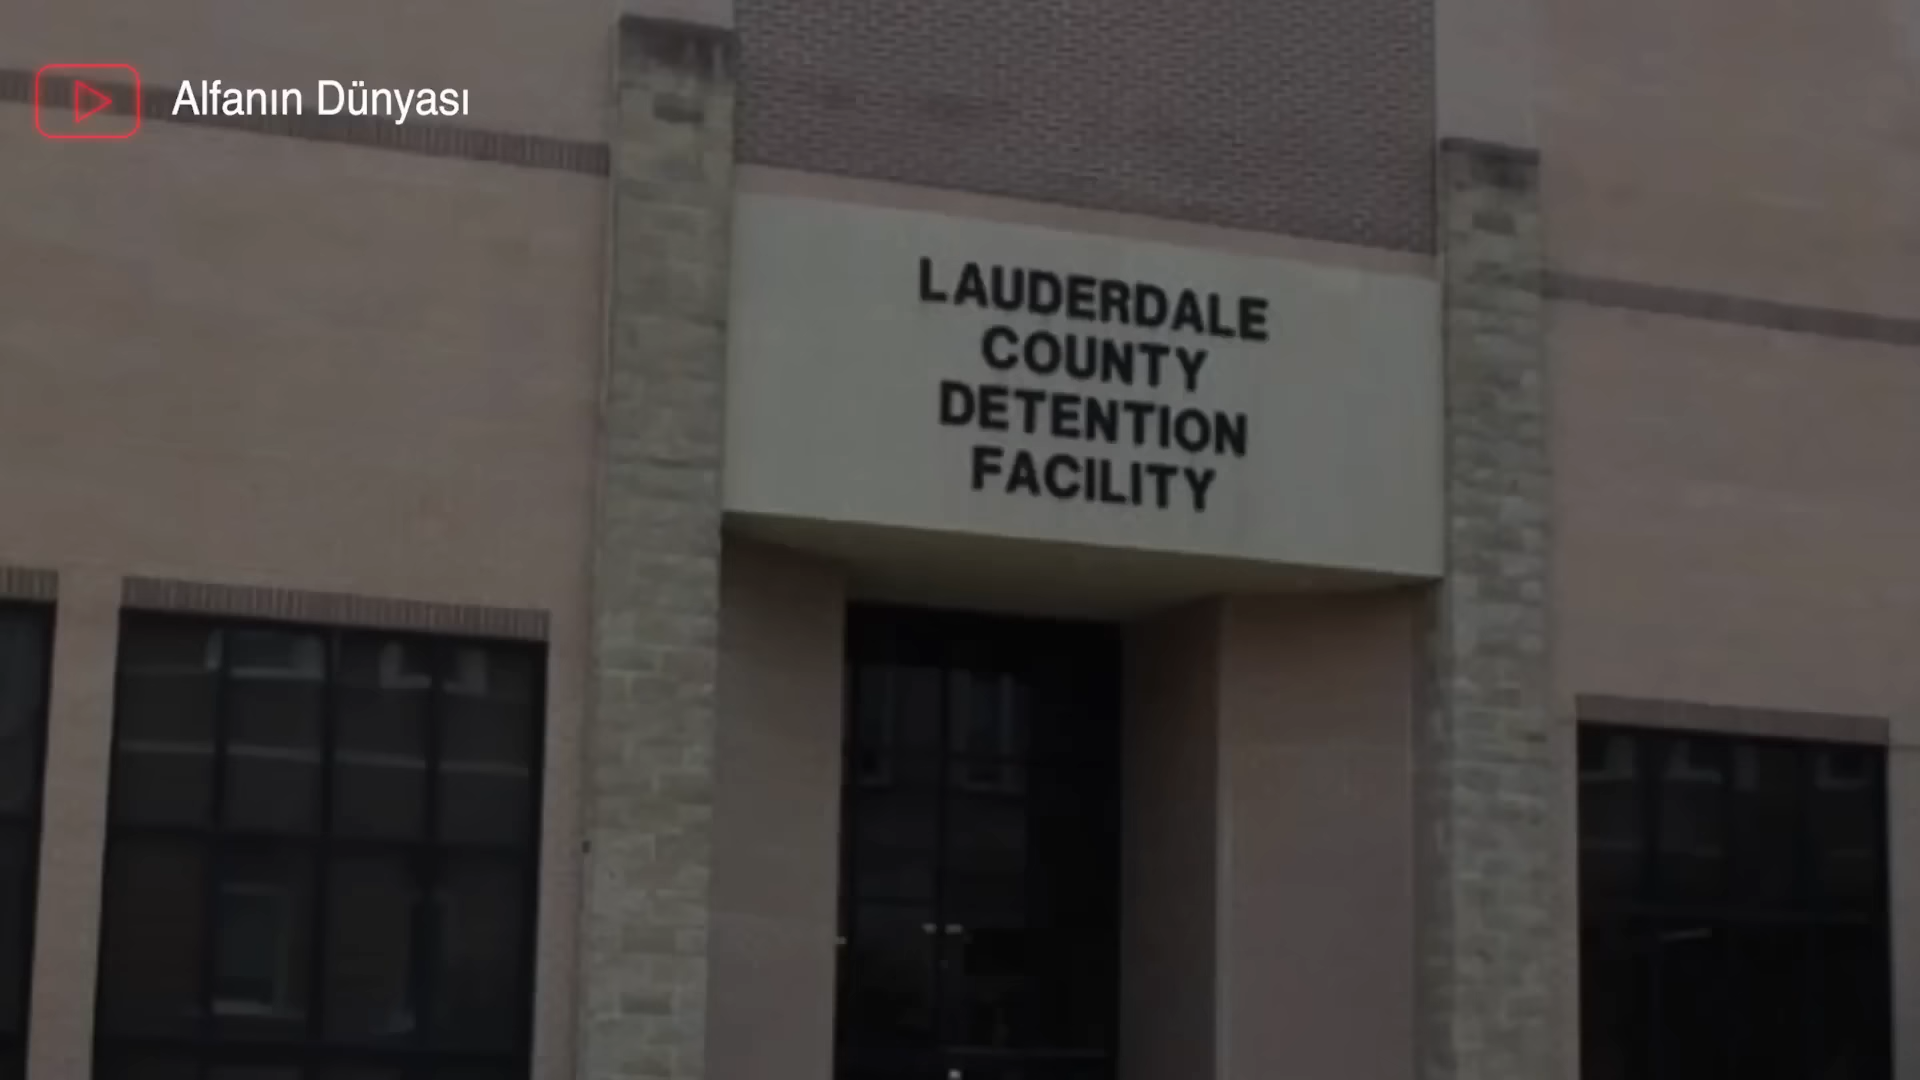 Alfanın Dünyası
LAUDERDALE
COUNTY
DETENTION
FACILITY